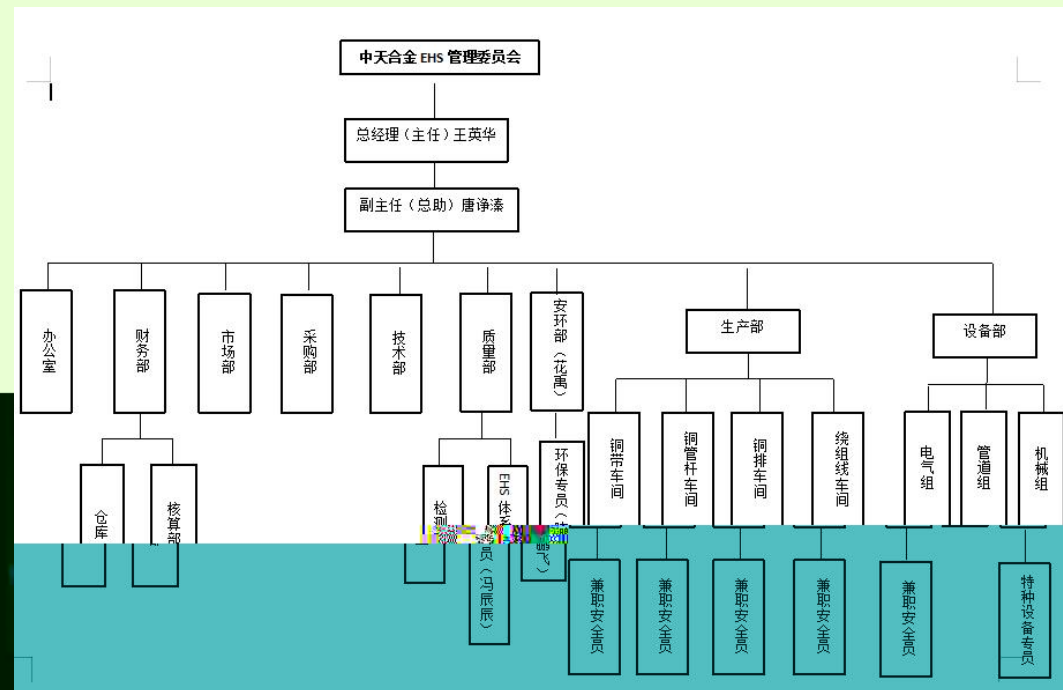 中天合金 EHS 管理委员会
总经理（主任）王英华
副主任（总助）唐诤溱
办公室
财务部
市场部
采购部
技术部
质量部
安环部（花禹）
生产部
设备部
仓库
核算部
检测
EHS 体系
员（冯辰辰）
环保专员（
铜带车间
铜管杆车间
铜排车间
绕组线车间
电气组
管道组
机械组
兼职安全员
兼职安全员
兼职安全员
兼职安全员
兼职安全员
特种设备专员